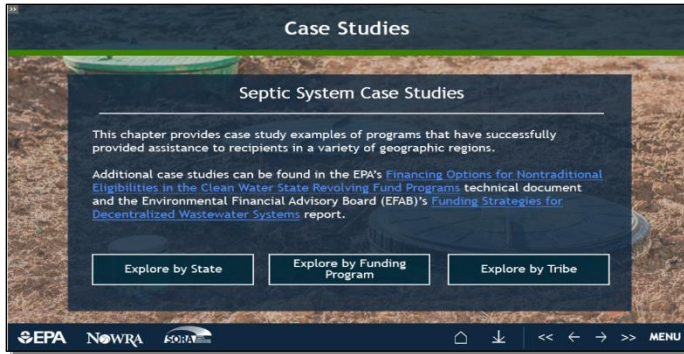 >>
Case Studies
Septic System Case Studies
This chapter provides case study examples of programs that have successfully
provided assistance to recipients in a variety of geographic regions.
Additional case studies can be found in the EPA's Financing Options for Nontraditional
Eligibilities in the Clean Water State Revolving Fund Programs technical document
and the Environmental Financial Advisory Board (EFAB)'s Funding Strategies for
Decentralized Wastewater Systems report.
Explore by State
Explore by Funding
Program
Explore by Tribe
EPA NOWRA SORA << ← → >> MENU